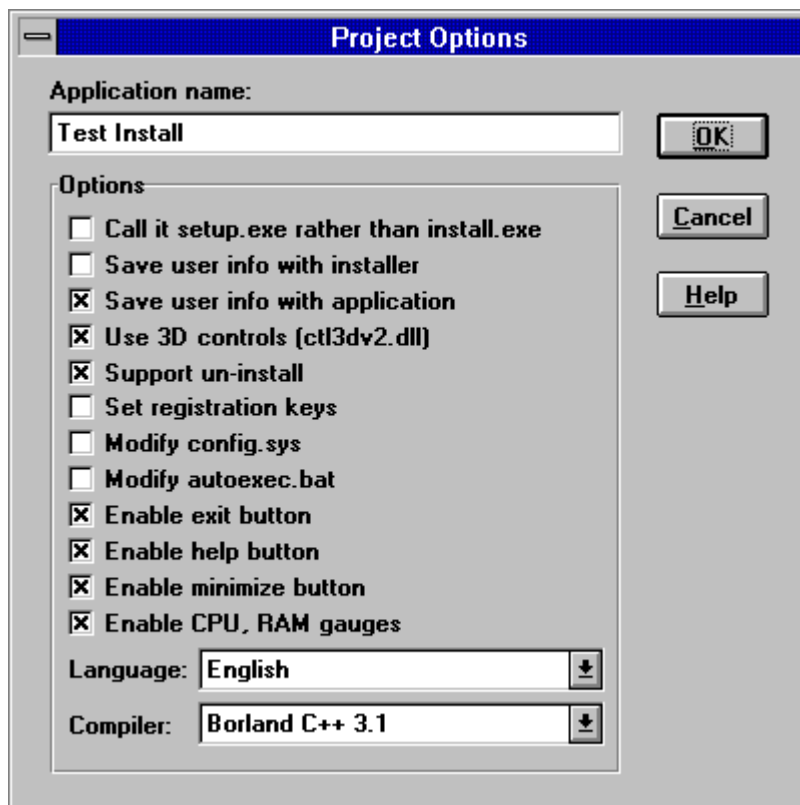 Project Options
Application name:
Test Install
OK
Options
Cancel
Call it setup.exe rather than install.exe
Save user info with installer
Save user info with application
Help
Use 3D controls (ctl3dv2.dll)
Support un-install
Set registration keys
Modify config.sys
Modify autoexec.bat
Enable exit button
Enable help button
Enable minimize button
Enable CPU, RAM gauges
Language: English
Compiler: Borland C++ 3.1